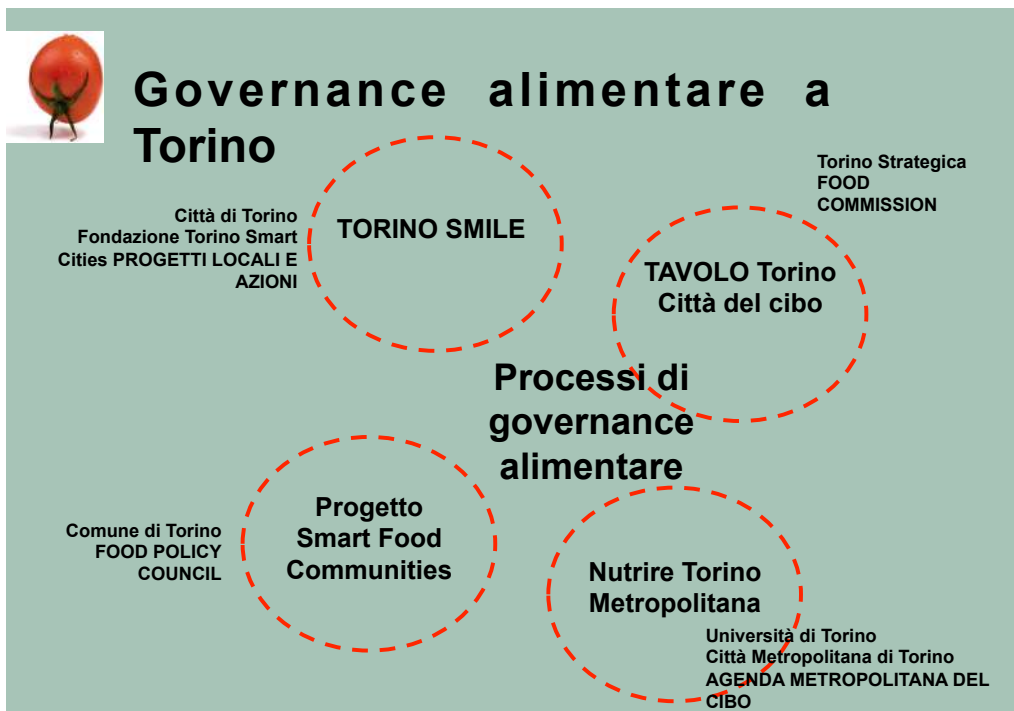 Governance alimentare a
Torino
Città di Torino
Fondazione Torino Smart
Cities PROGETTI LOCALI E
AZIONI
TORINO SMILE
Torino Strategica
FOOD
COMMISSION
TAVOLO Torino
Città del cibo
Processi di
governance
alimentare
Comune di Torino
FOOD POLICY
COUNCIL
Progetto
Smart Food
Communities
Nutrire Torino
Metropolitana
Università di Torino
Città Metropolitana di Torino
AGENDA METROPOLITANA DEL
CIBO